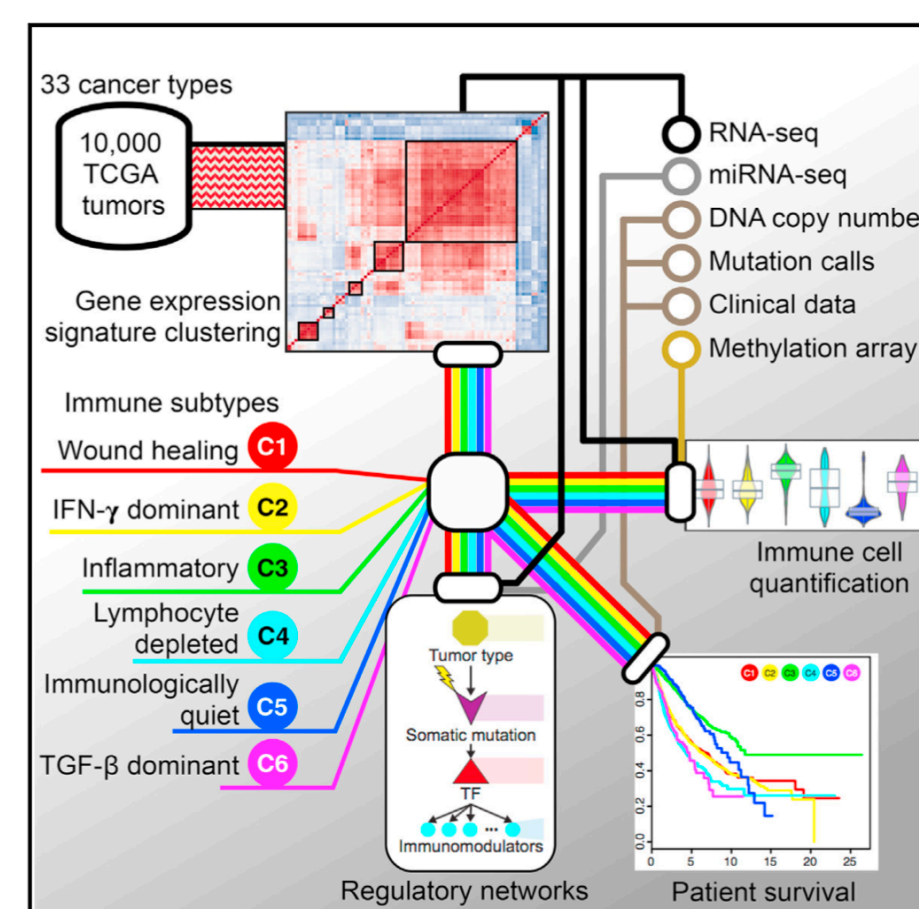 33 cancer types
10,000
TCGA
tumors
RNA-seq
miRNA-seq
DNA copy numbe
Mutation calls
Clinical data
Methylation array
Gene expression
signature clustering
Immune subtypes
Wound healing C1
IFN-γ dominant C2
Inflammatory C3
Lymphocyte
depleted C4
Immunologically
quiet C5
TGF-β dominant C6
Immune cell
quantification
Tumor type
Somatic mutation
TF
...
Immunomodulators
Regulatory networks
C1 C2 C3 C4 C5 C6
0.8
0.6
0.4
0.2
0.0
0 5 10 15 20 25
Patient survival